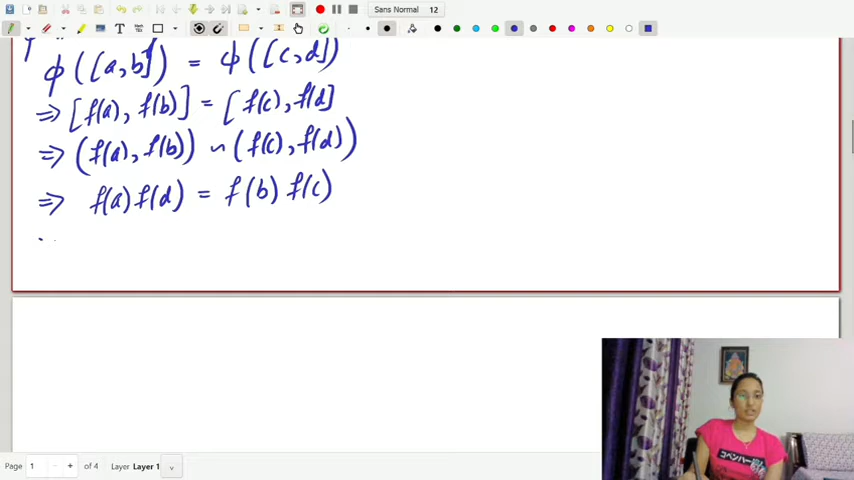 Sans Normal 12
ϕ([a,b]) = ϕ([c,d])
⇒ [f(a), f(b)] = [f(c), f(d]
⇒ (f(a), f(b)) ~ (f(c), f(d))
⇒ f(a) f(d) = f(b) f(c)
Page 1 of 4 Layer Layer 1